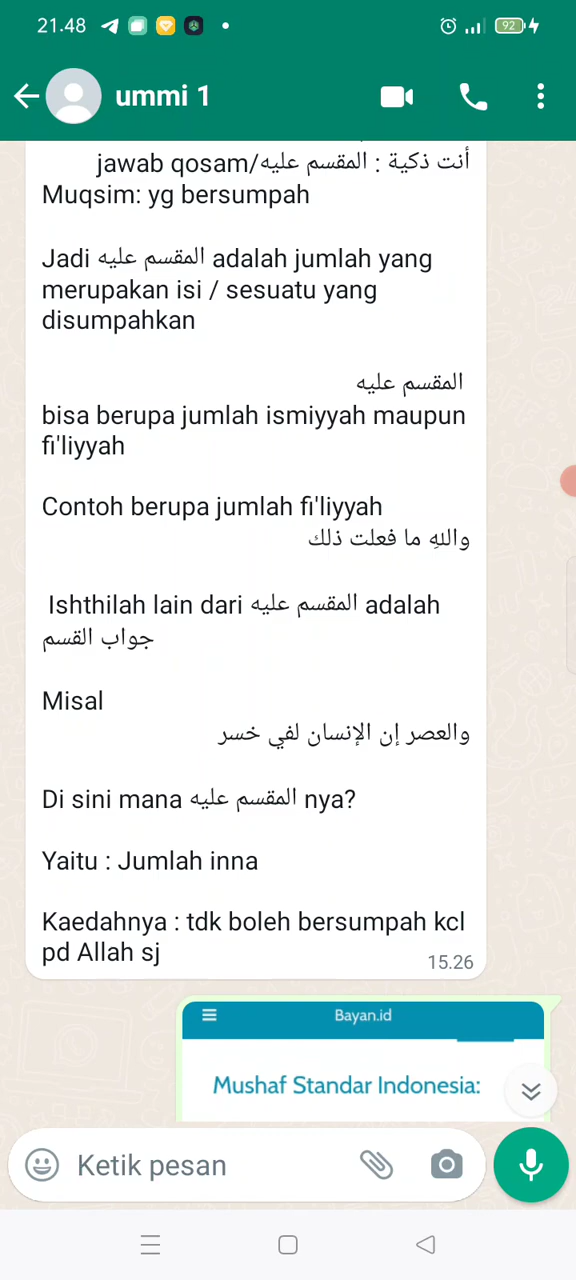 21.48
92
ummi 1
أنت ذكية : المقسم عليه/jawab qosam
Muqsim: yg bersumpah
Jadi المقسم عليه adalah jumlah yang
merupakan isi / sesuatu yang
disumpahkan
المقسم عليه
bisa berupa jumlah ismiyyah maupun
fi'liyyah
Contoh berupa jumlah fi'liyyah
واللهِ ما فعلت ذلك
Ishthilah lain dari المقسم عليه adalah
جواب القسم
Misal
والعصر إن الإنسان لفي خسر
Di sini mana المقسم عليه nya?
Yaitu : Jumlah inna
Kaedahnya : tdk boleh bersumpah kcl
pd Allah sj
15.26
Bayan.id
Mushaf Standar Indonesia:
Ketik pesan